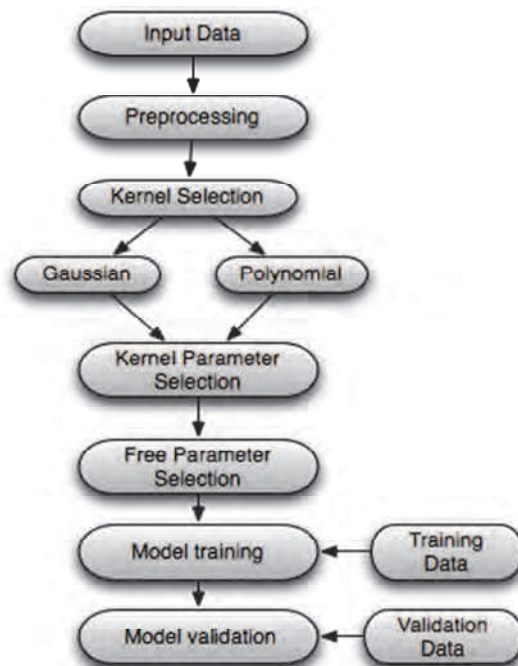 Input Data
Preprocessing
Kernel Selection
Gaussian
Polynomial
Kernel Parameter
Selection
Free Parameter
Selection
Model training
Training
Data
Model validation
Validation
Data